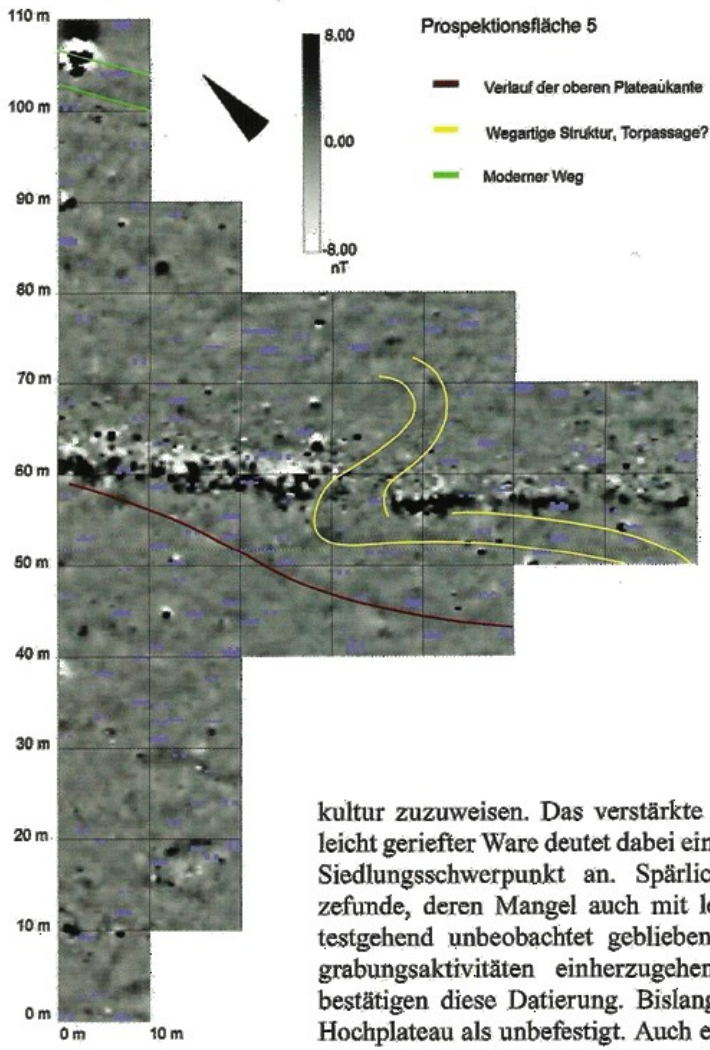 110 m
100 m
90 m
80 m
70 m
60 m
50 m
40 m
30 m
20 m
10 m
0 m
0 m 10 m
8.00
0.00
-8.00
nT
Prospektionsfläche 5
Verlauf der oberen Plateaukante
Wegartige Struktur, Torpassage?
Moderner Weg
kultur zuzuweisen. Das verstärkte
leicht geriefter Ware deutet dabei ein
Siedlungsschwerpunkt an. Spärlic
zefunde, deren Mangel auch mit le
testgehend unbeobachtet geblieben
grabungsaktivitäten einherzugehen
bestätigen diese Datierung. Bislang
Hochplateau als unbefestigt. Auch e